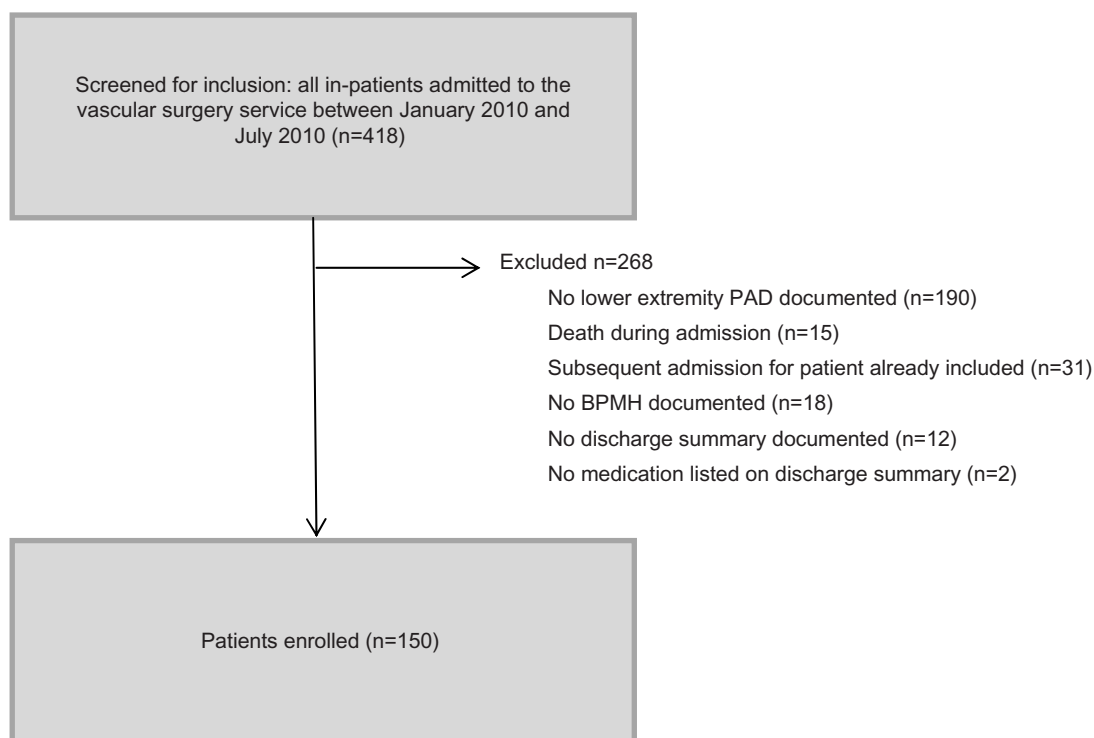 Screened for inclusion: all in-patients admitted to the
vascular surgery service between January 2010 and
July 2010 (n=418)
Excluded n=268
No lower extremity PAD documented (n=190)
Death during admission (n=15)
Subsequent admission for patient already included (n=31)
No BPMH documented (n=18)
No discharge summary documented (n=12)
No medication listed on discharge summary (n=2)
Patients enrolled (n=150)